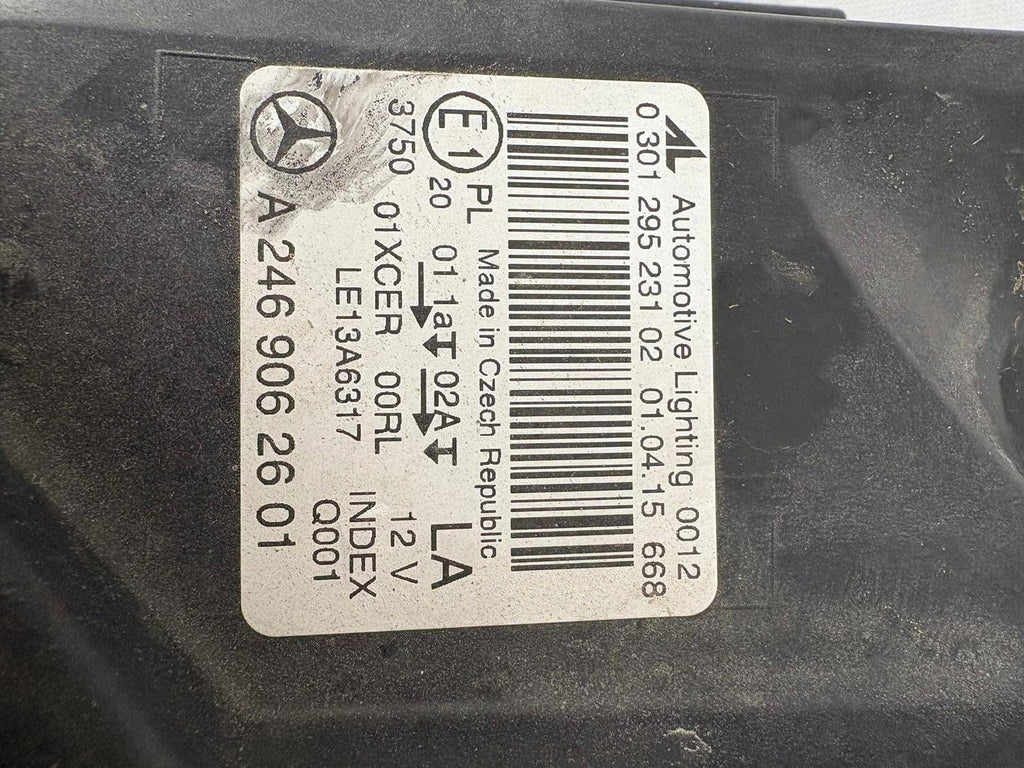 AL Automotive Lighting 0012
0 301 295 231 02 01.04.15 668
PL Made in Czech Republic
E1 20 01 1a 02A LA
3750 01XCER 00RL 12 V
LE13A6317 INDEX
Q001
A 246 906 26 01